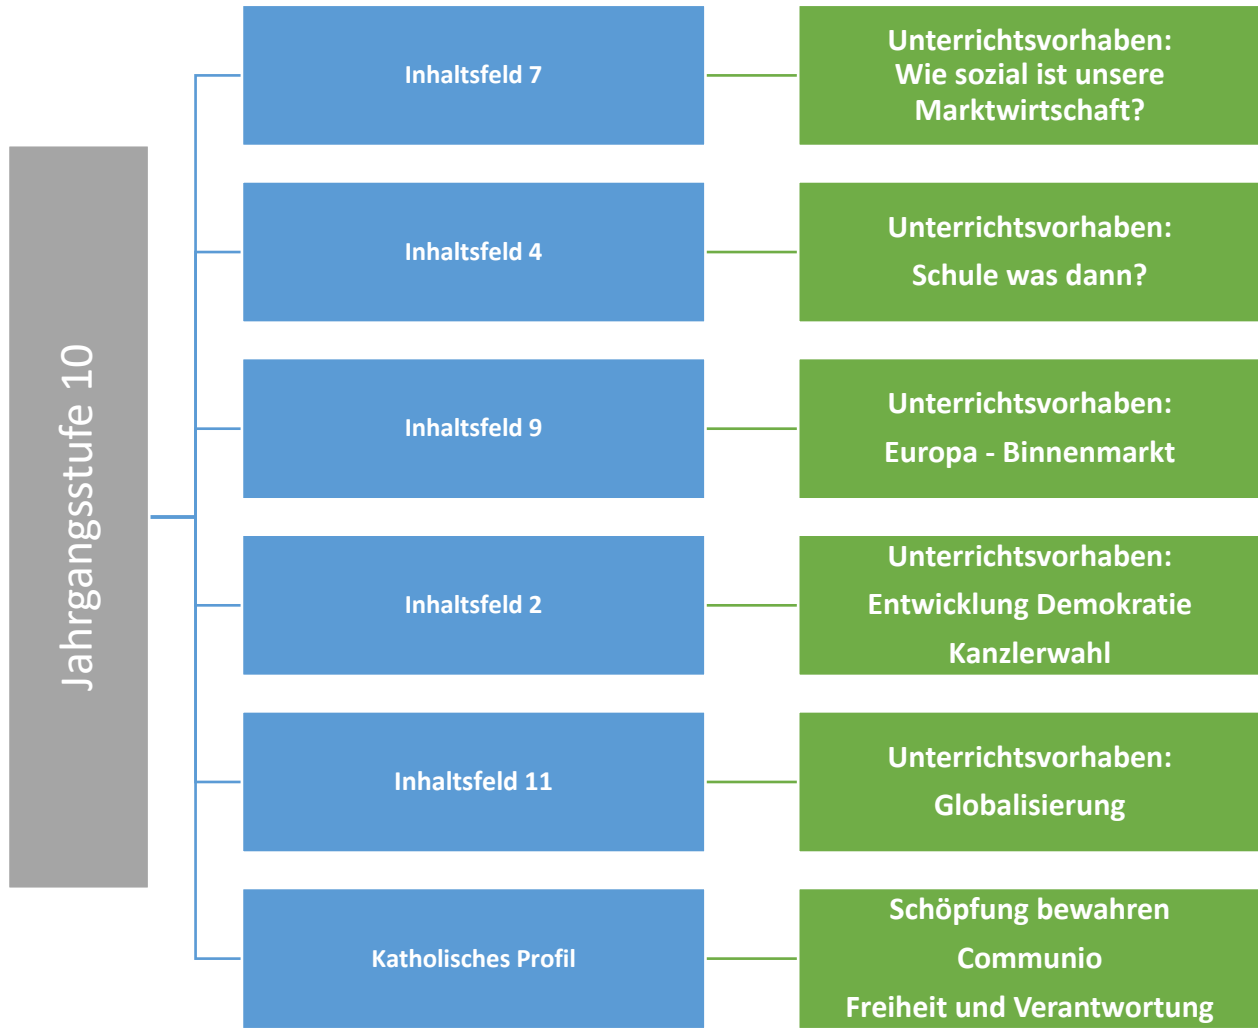 Jahrgangsstufe 10
Inhaltsfeld 7
Unterrichtsvorhaben:
Wie sozial ist unsere
Marktwirtschaft?
Inhaltsfeld 4
Unterrichtsvorhaben:
Schule was dann?
Inhaltsfeld 9
Unterrichtsvorhaben:
Europa - Binnenmarkt
Inhaltsfeld 2
Unterrichtsvorhaben:
Entwicklung Demokratie
Kanzlerwahl
Inhaltsfeld 11
Unterrichtsvorhaben:
Globalisierung
Katholisches Profil
Schöpfung bewahren
Communio
Freiheit und Verantwortung